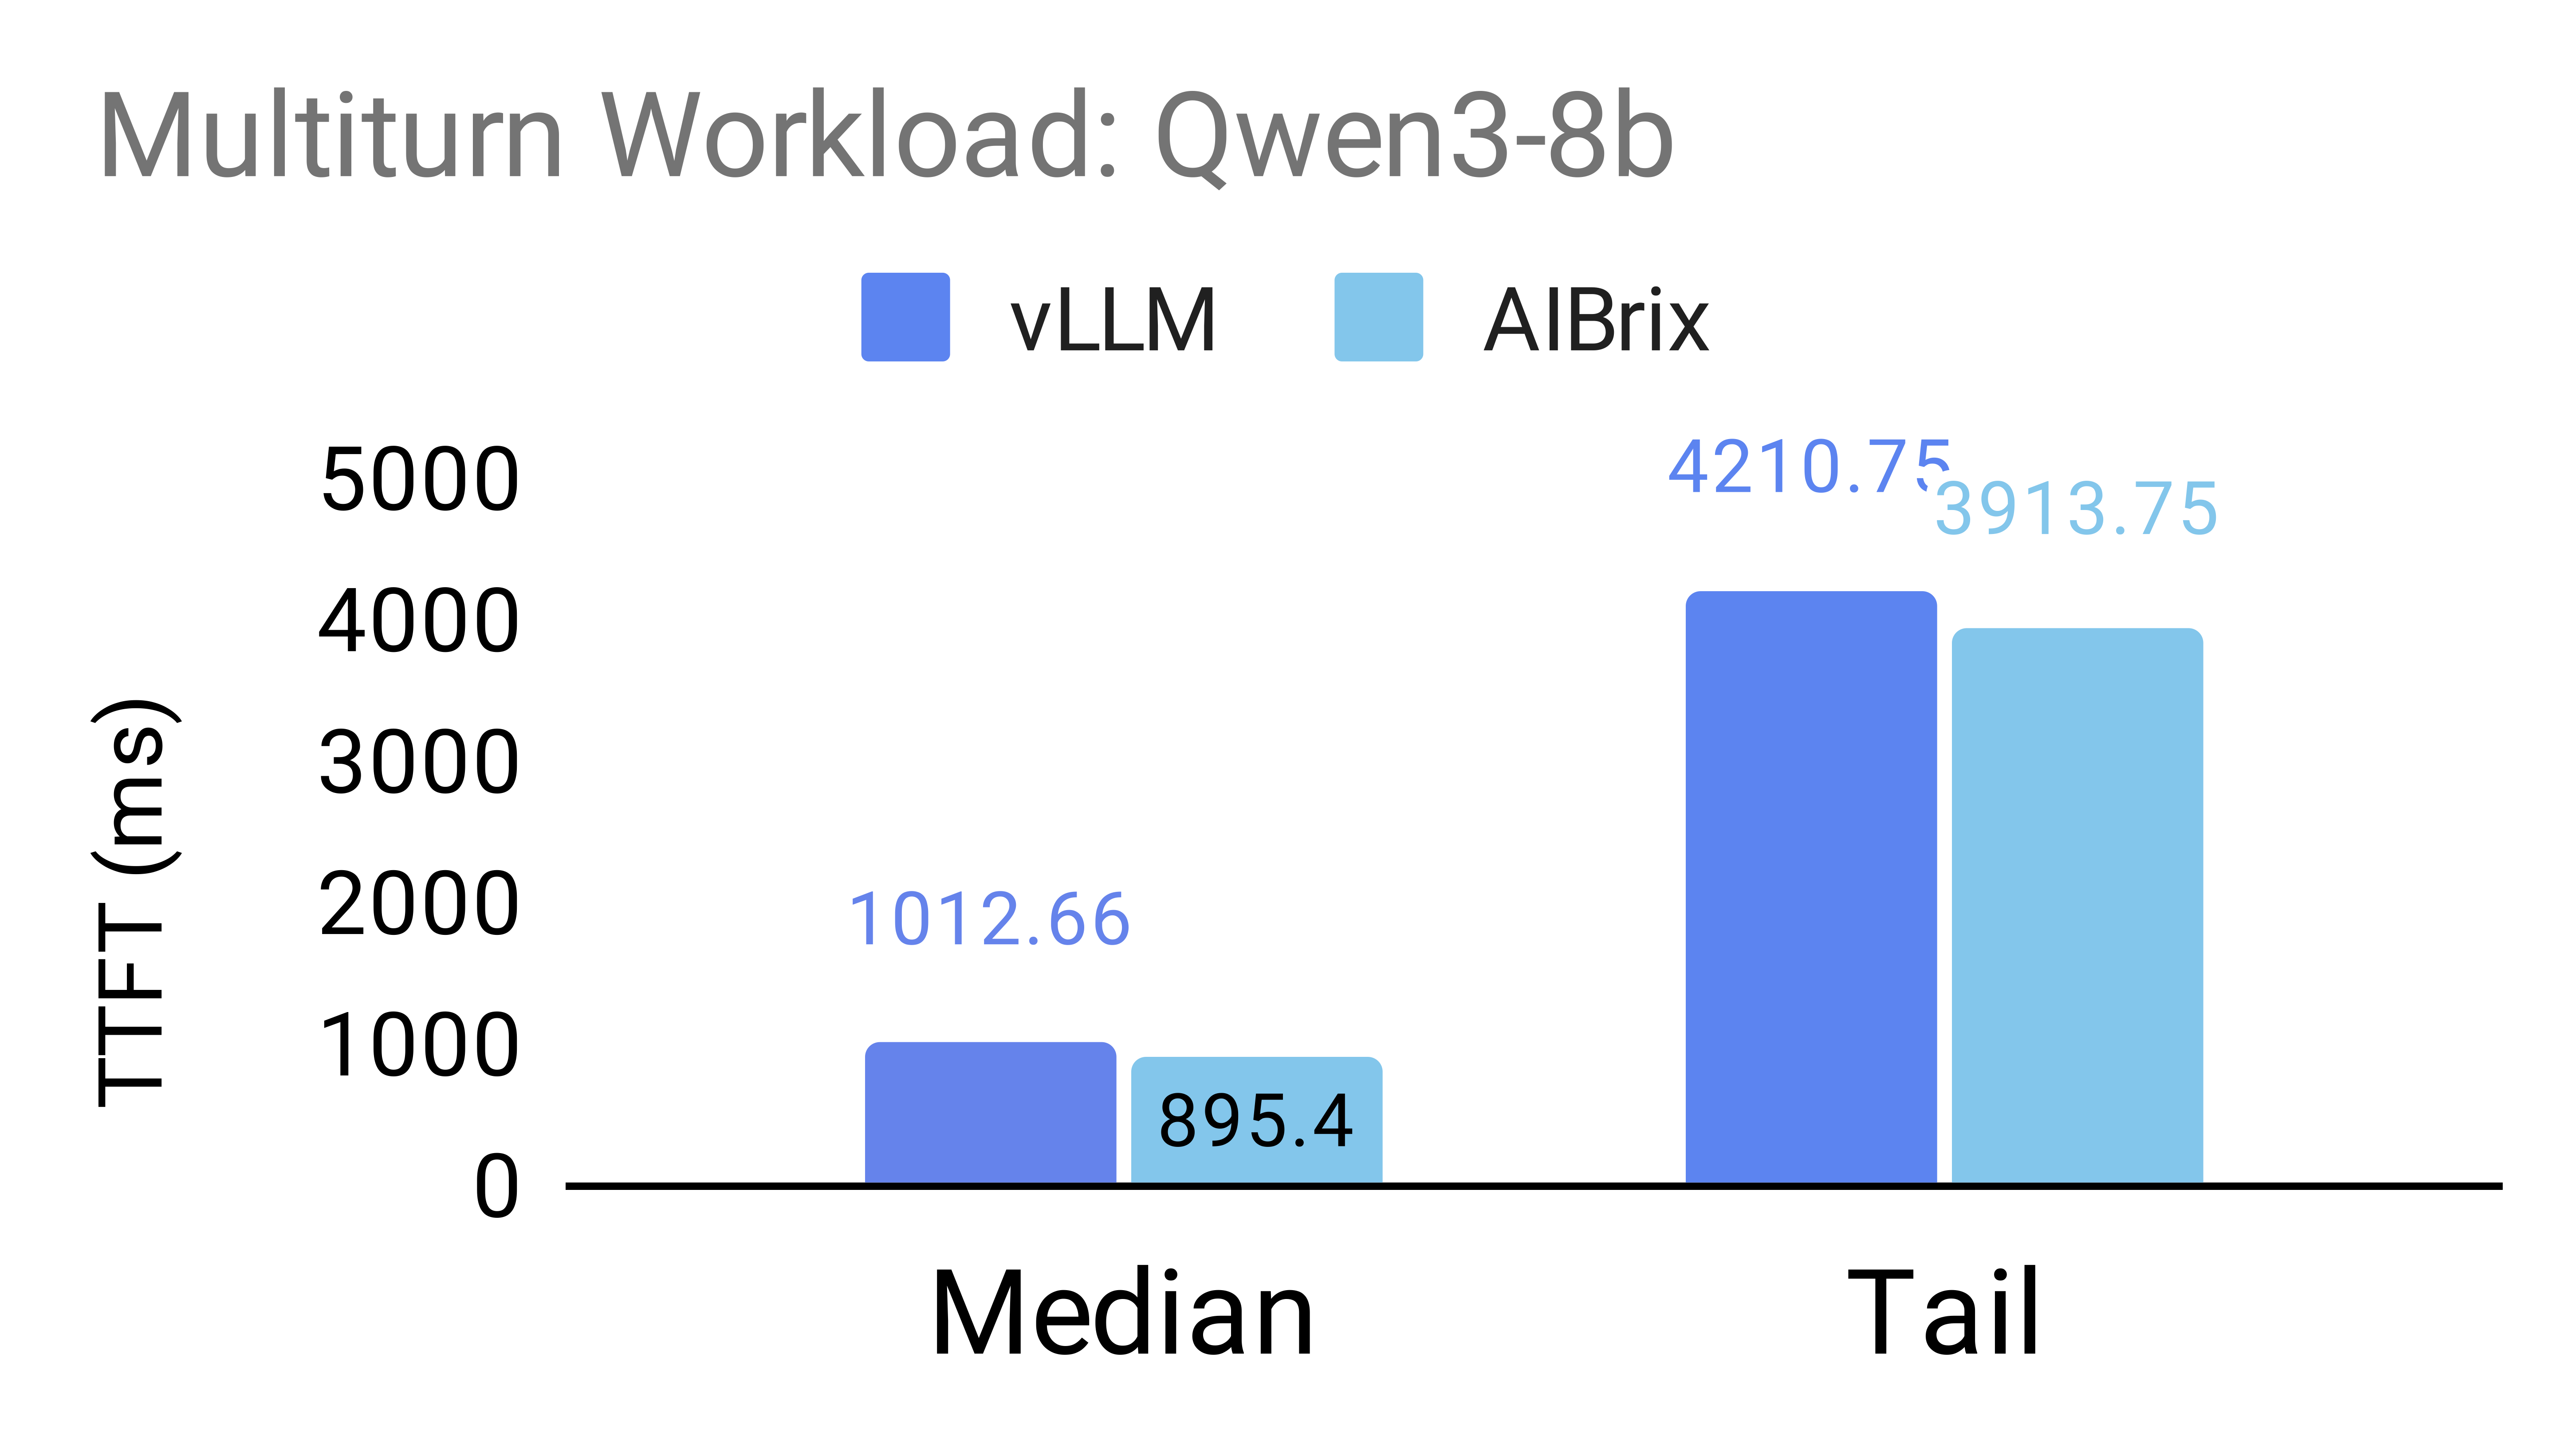 Multiturn Workload: Qwen3-8b
vLLM
AIBrix
TTFT (ms)
5000
4000
3000
2000
1000
0
1012.66
895.4
4210.75
3913.75
Median
Tail